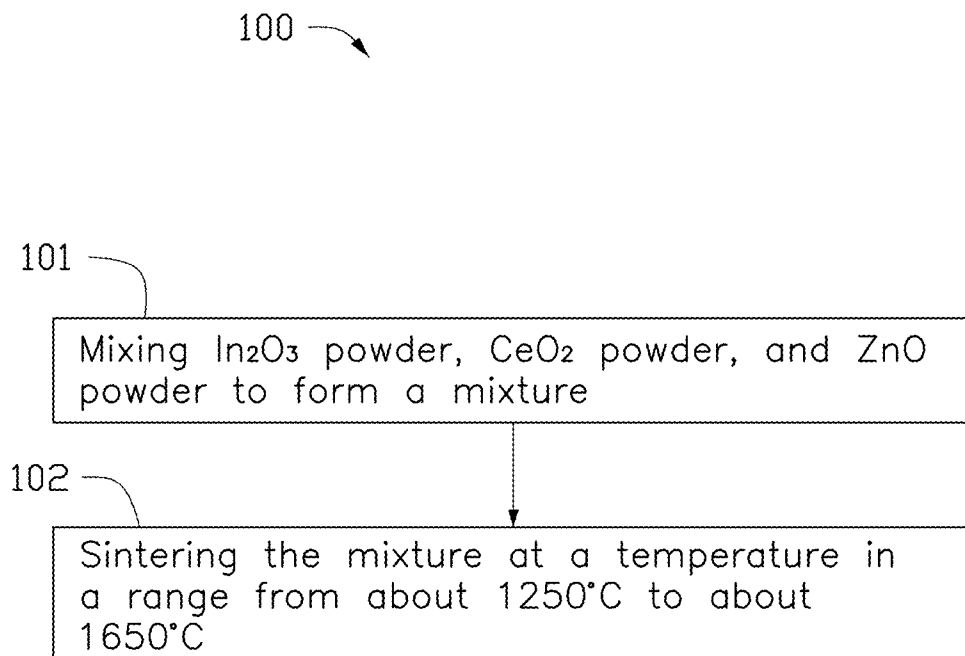 100
101
Mixing In₂O₃ powder, CeO₂ powder, and ZnO
powder to form a mixture
102
Sintering the mixture at a temperature in
a range from about 1250°C to about
1650°C